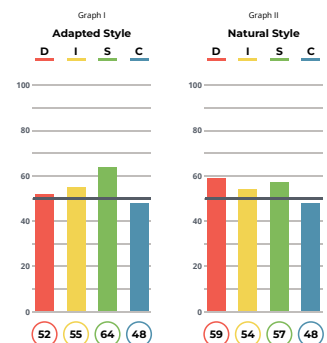 Graph I
Adapted Style
D I S C
100
80
60
40
20
0
52 55 64 48
Graph II
Natural Style
D I S C
100
80
60
40
20
0
59 54 57 48